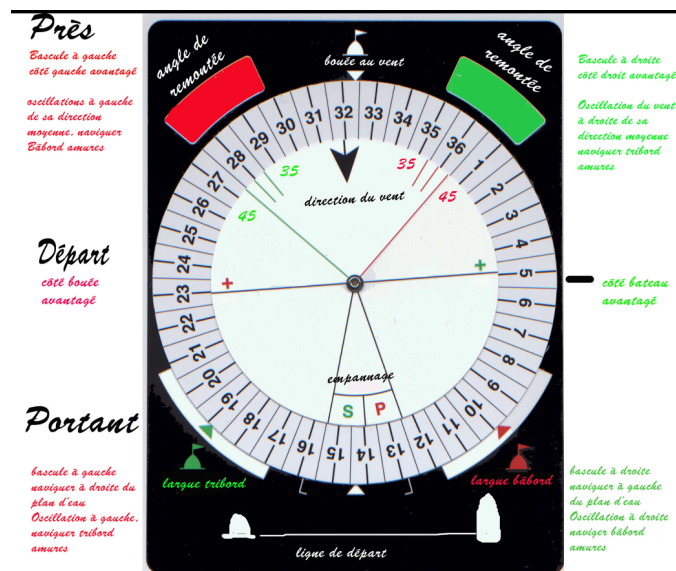 Près
Bascule à gauche
côté gauche avantagé
oscillations à gauche
de sa direction
moyenne, naviguer
Bâbord amures
angle de
remontée
bouée au vent
angle de
remontée
Bascule à droite
côté droit avantagé
Oscillation du vent
à droite de sa
direction moyenne
naviguer tribord
amures
32
33
34
35
36
1
2
3
4
5
6
7
8
9
10
11
12
13
14
15
16
17
18
19
20
21
22
23
24
25
26
27
28
29
30
31
35
45
35
45
direction du vent
+
+
Départ
côté bouée
avantagé
côté bateau
avantagé
empannage
S
P
Portant
bascule à gauche
naviguer à droite du
plan d'eau
Oscillation à gauche,
naviguer tribord
amures
largue tribord
largue bâbord
ligne de départ
bascule à droite
naviguer à gauche
du plan d'eau
Oscillation à droite
naviger bâbord
amures